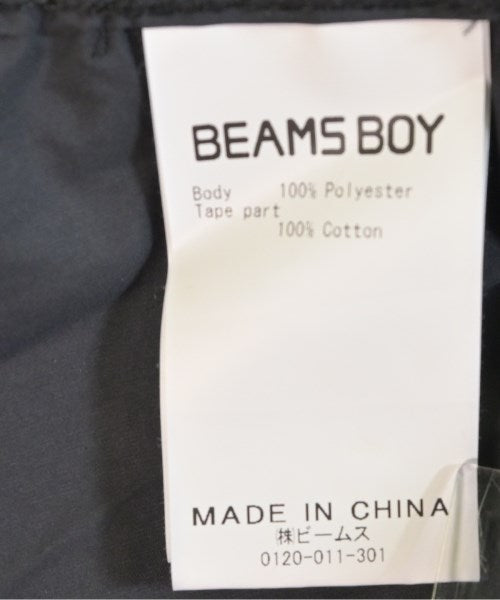 BEAMS BOY
Body 100% Polyester
Tape part
100% Cotton
MADE IN CHINA
㈱ビームス
0120-011-301